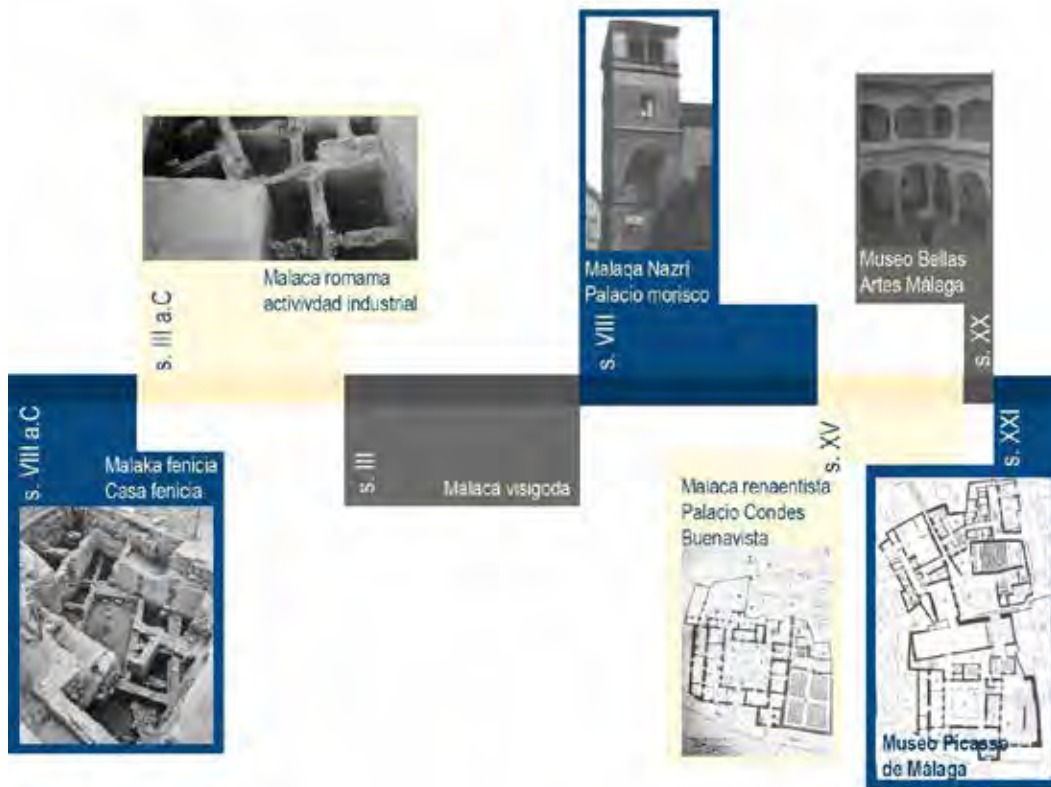 s. VIII a.C
Malaka fenicia
Casa fenicia
s. III a.C
Malaca romama
activivdad industrial
s. III
Malaca visigoda
s. VIII
Malaqa Nazrí
Palacio morisco
s. XV
Malaca renaentista
Palacio Condes
Buenavista
s. XX
Museo Bellas
Artes Málaga
s. XXI
Museo Picasso
de Málaga